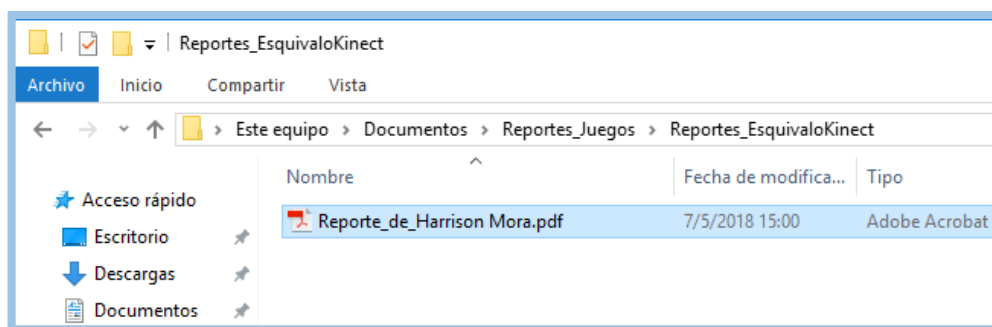 Reportes_EsquivaloKinect
Archivo Inicio Compartir Vista
Este equipo > Documentos > Reportes_Juegos > Reportes_EsquivaloKinect
Nombre Fecha de modifica... Tipo
Acceso rápido
Reporte_de_Harrison Mora.pdf 7/5/2018 15:00 Adobe Acrobat
Escritorio
Descargas
Documentos